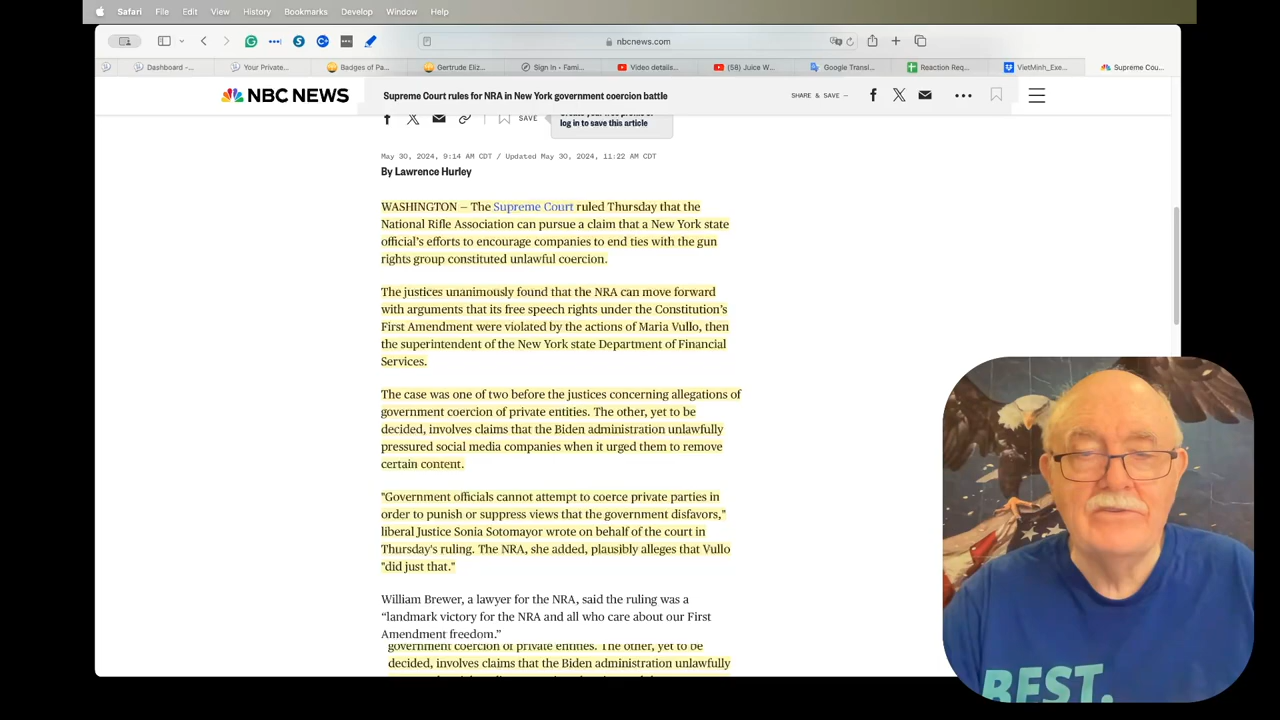 Safari File Edit View History Bookmarks Develop Window Help
nbcnews.com
Dashboard -... Your Private... Badges of Pa... Gertrude Eliz... Sign In - Fami... Video details... (58) Juice W... Google Transl... Reaction Req... VietMinh_Exe... Supreme Cou...
NBC NEWS Supreme Court rules for NRA in New York government coercion battle SHARE & SAVE —
SAVE
log in to save this article
May 30, 2024, 9:14 AM CDT / Updated May 30, 2024, 11:22 AM CDT
By Lawrence Hurley
WASHINGTON — The Supreme Court ruled Thursday that the
National Rifle Association can pursue a claim that a New York state
official's efforts to encourage companies to end ties with the gun
rights group constituted unlawful coercion.
The justices unanimously found that the NRA can move forward
with arguments that its free speech rights under the Constitution's
First Amendment were violated by the actions of Maria Vullo, then
the superintendent of the New York state Department of Financial
Services.
The case was one of two before the justices concerning allegations of
government coercion of private entities. The other, yet to be
decided, involves claims that the Biden administration unlawfully
pressured social media companies when it urged them to remove
certain content.
"Government officials cannot attempt to coerce private parties in
order to punish or suppress views that the government disfavors,"
liberal Justice Sonia Sotomayor wrote on behalf of the court in
Thursday's ruling. The NRA, she added, plausibly alleges that Vullo
"did just that."
William Brewer, a lawyer for the NRA, said the ruling was a
“landmark victory for the NRA and all who care about our First
Amendment freedom.”
government coercion of private entities. The other, yet to be
decided, involves claims that the Biden administration unlawfully
BEST.